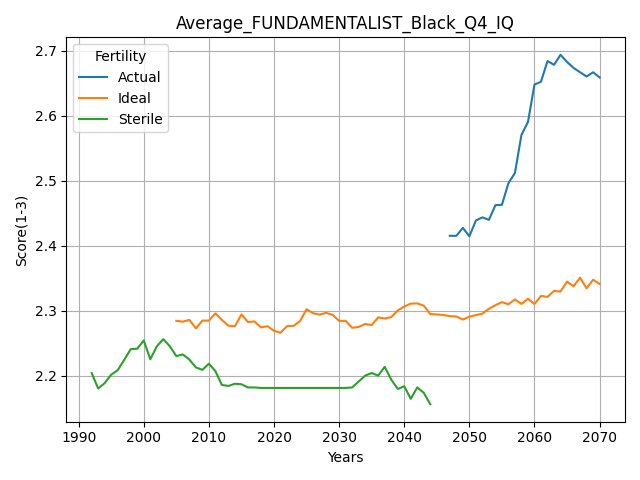 Average_FUNDAMENTALIST_Black_Q4_IQ
Fertility
Actual
Ideal
Sterile
Score(1-3)
2.7
2.6
2.5
2.4
2.3
2.2
1990 2000 2010 2020 2030 2040 2050 2060 2070
Years